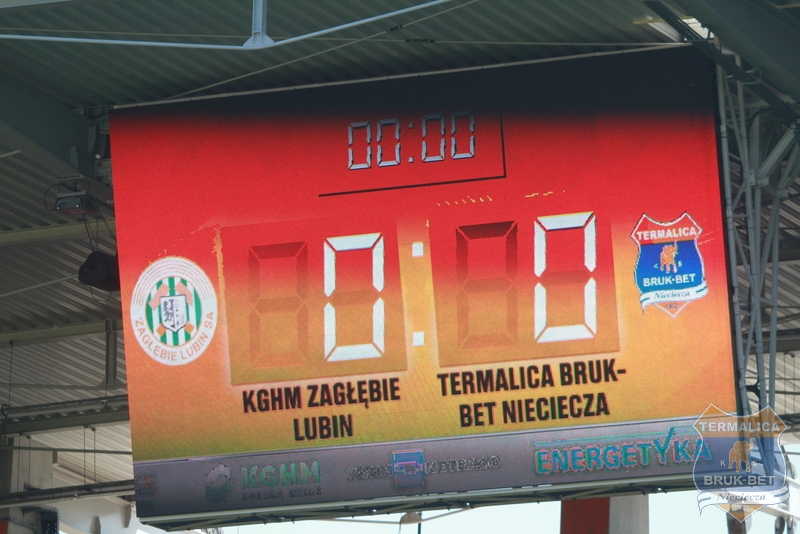 00:00
0:0
ZAGŁĘBIE LUBIN SA
TERMALICA
K S
BRUK-BET
Nieciecza
KGHM ZAGŁĘBIE
LUBIN
TERMALICA BRUK-
BET NIECIECZA
KGHM
ENERGETYKA
TERMALICA
K S
BRUK-BET
Nieciecza